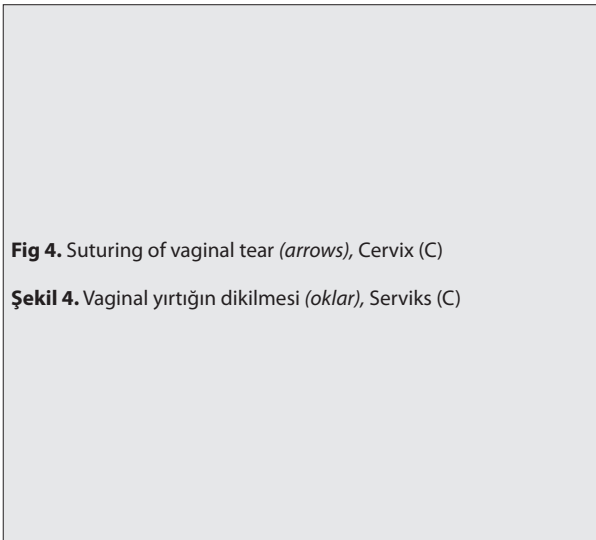 Fig 4. Suturing of vaginal tear (arrows), Cervix (C)
Şekil 4. Vaginal yırtığın dikilmesi (oklar), Serviks (C)